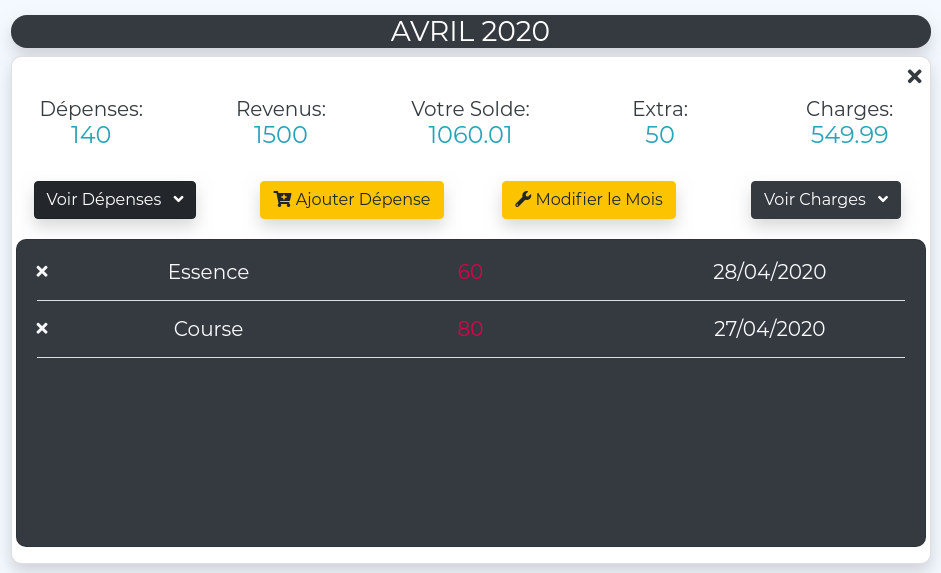 AVRIL 2020
Dépenses: Revenus: Votre Solde: Extra: Charges:
140 1500 1060.01 50 549.99
Voir Dépenses Ajouter Dépense Modifier le Mois Voir Charges
Essence 60 28/04/2020
Course 80 27/04/2020